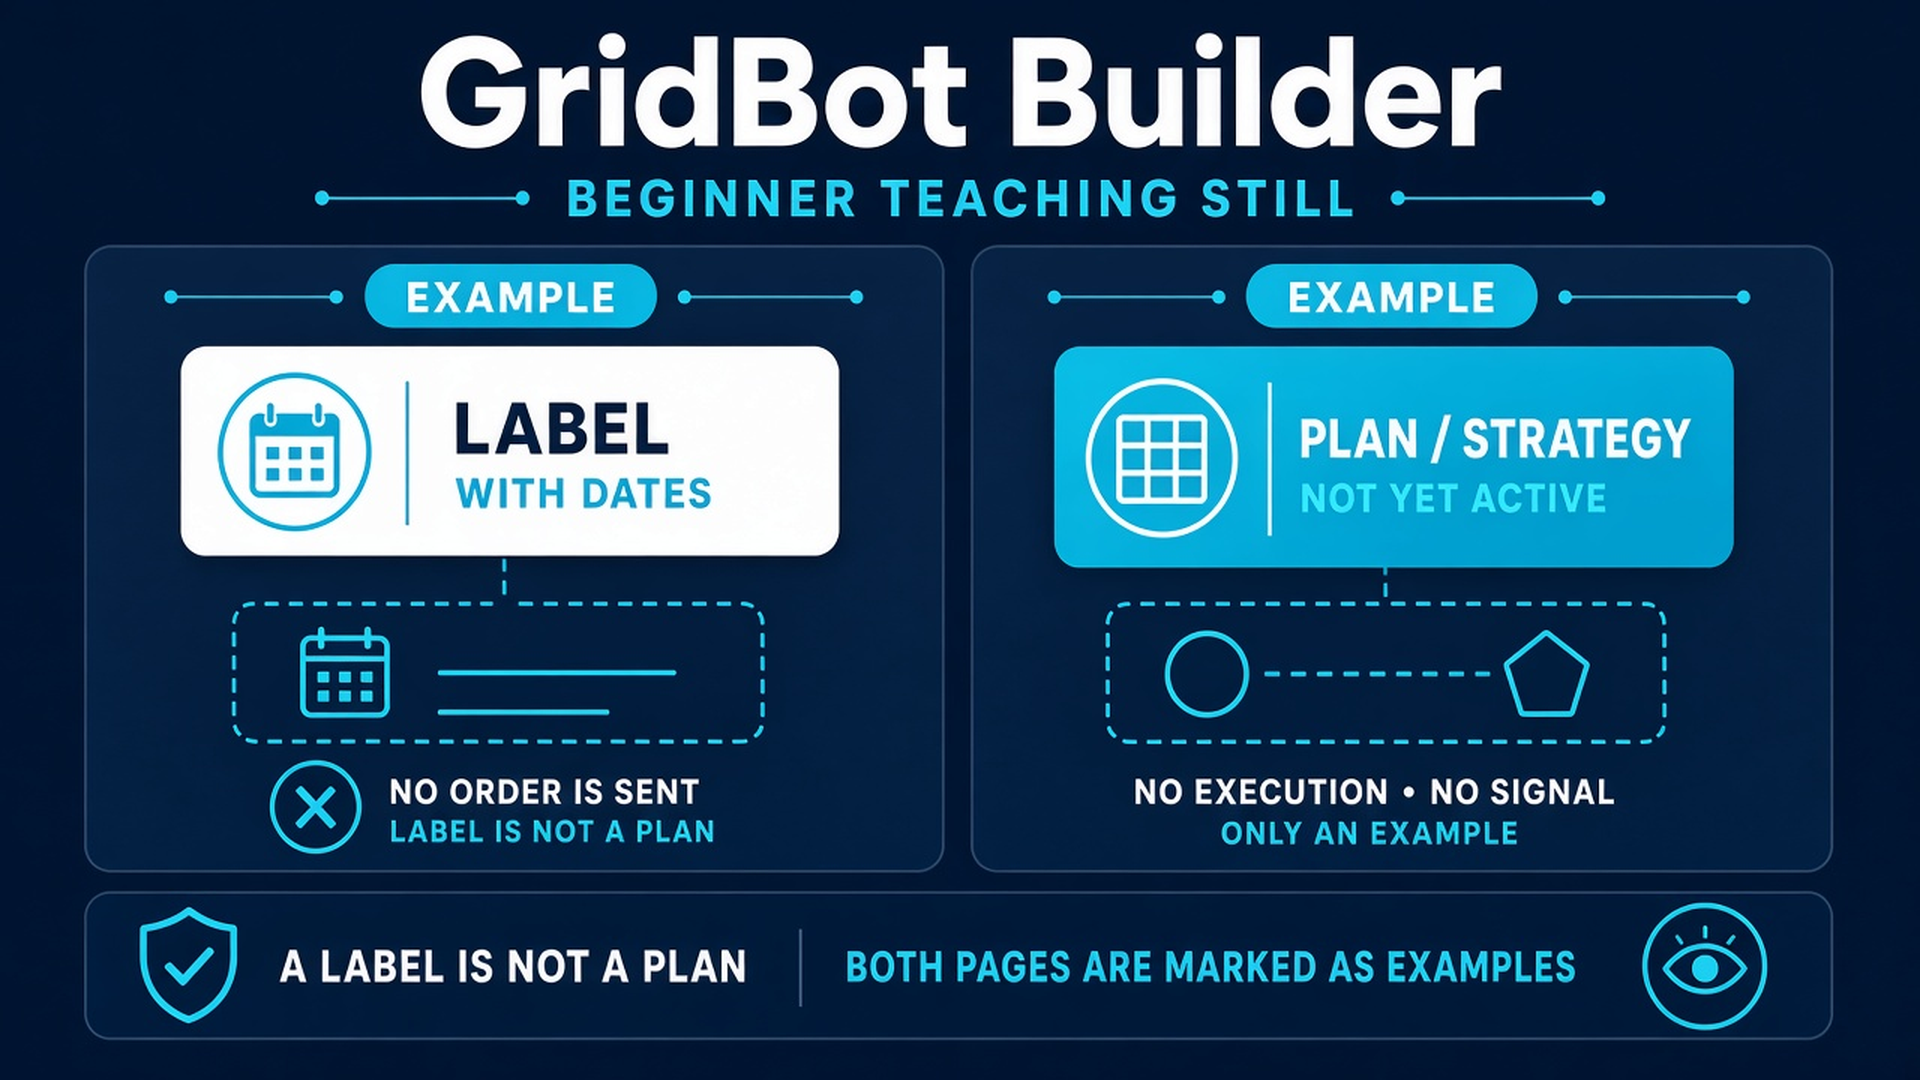 GridBot Builder
BEGINNER TEACHING STILL
EXAMPLE
LABEL
WITH DATES
NO ORDER IS SENT
LABEL IS NOT A PLAN
EXAMPLE
PLAN / STRATEGY
NOT YET ACTIVE
NO EXECUTION • NO SIGNAL
ONLY AN EXAMPLE
A LABEL IS NOT A PLAN
BOTH PAGES ARE MARKED AS EXAMPLES